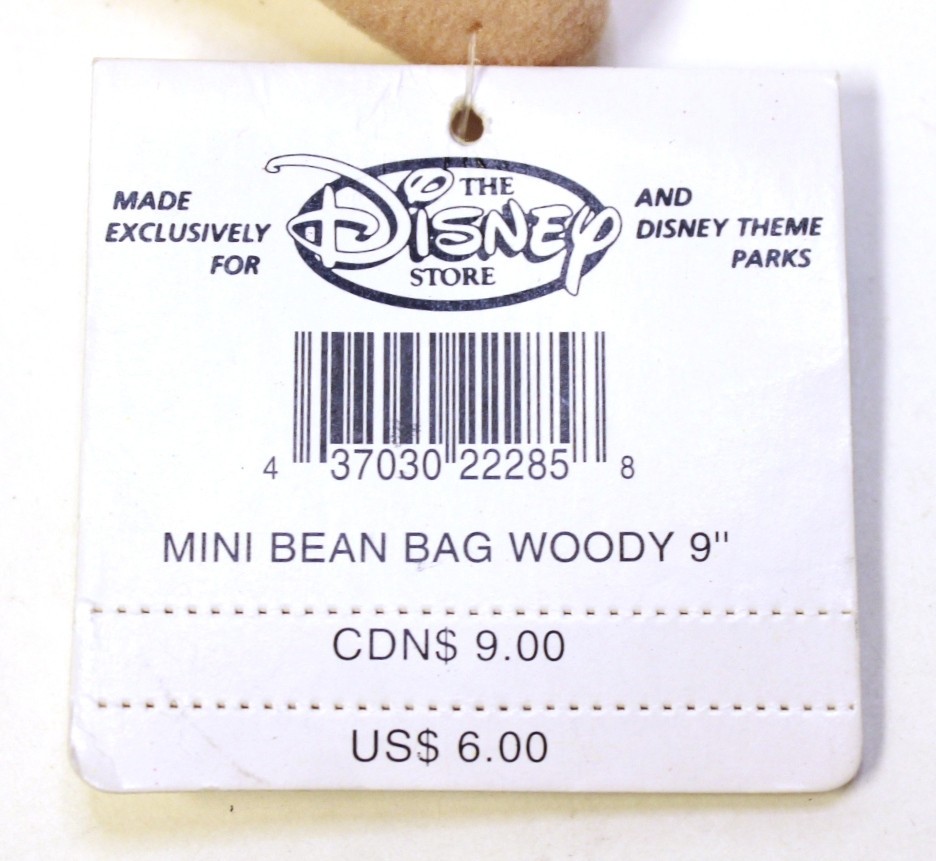 MADE
EXCLUSIVELY
FOR
THE
DISNEY
STORE
AND
DISNEY THEME
PARKS
4 37030 22285 8
MINI BEAN BAG WOODY 9"
CDN$ 9.00
US$ 6.00